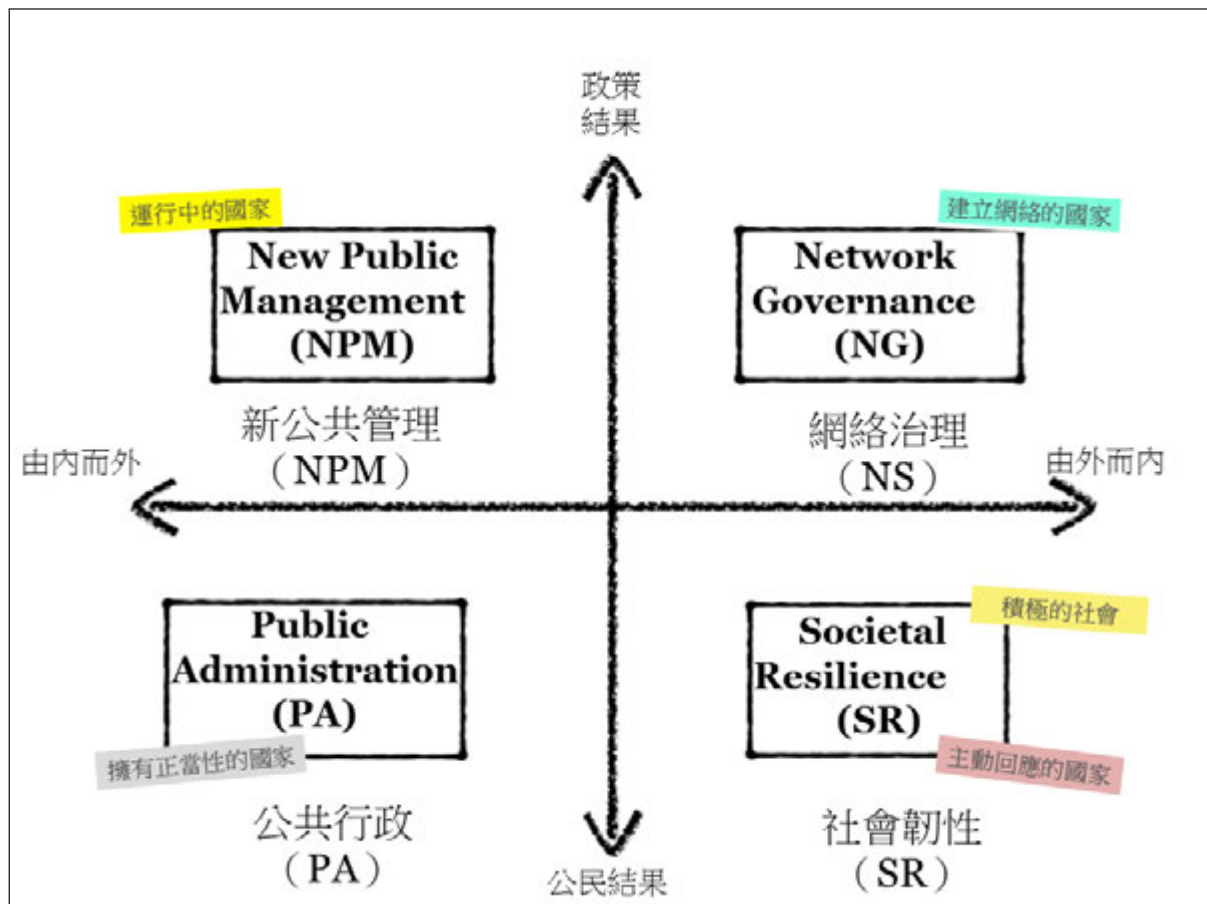 政策
結果
運行中的國家
建立網絡的國家
New Public
Management
(NPM)
Network
Governance
(NG)
新公共管理
（NPM）
網絡治理
（NS）
由內而外
由外而內
Public
Administration
(PA)
積極的社會
Societal
Resilience
(SR)
擁有正當性的國家
主動回應的國家
公共行政
（PA）
社會韌性
（SR）
公民結果